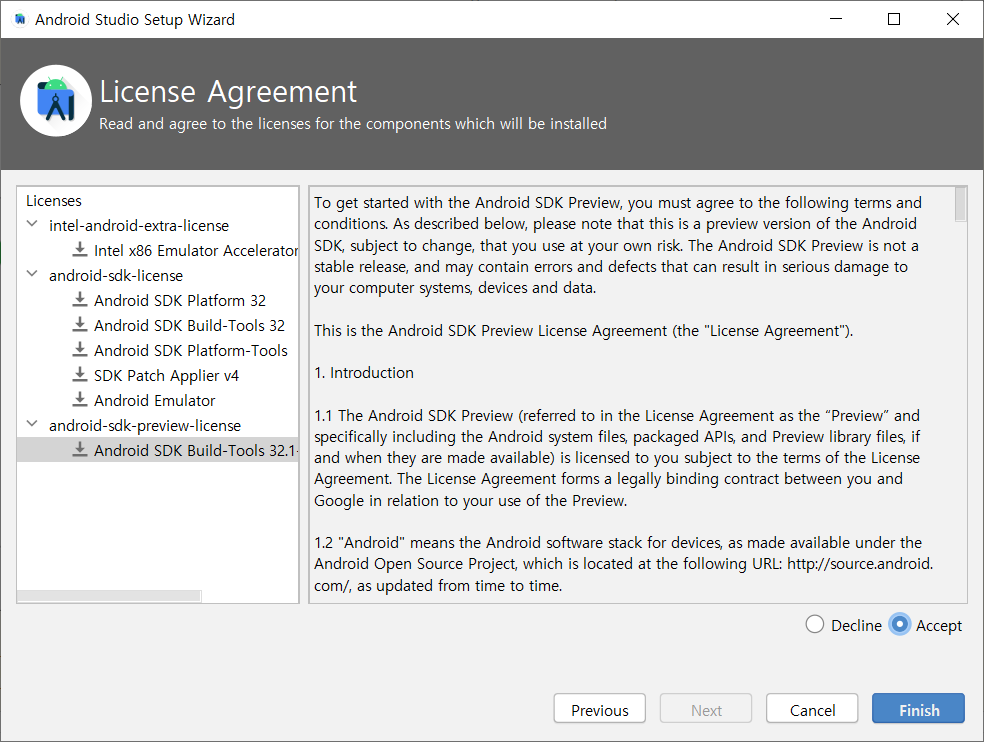 Android Studio Setup Wizard
License Agreement
Read and agree to the licenses for the components which will be installed
Licenses
intel-android-extra-license
Intel x86 Emulator Accelerator
android-sdk-license
Android SDK Platform 32
Android SDK Build-Tools 32
Android SDK Platform-Tools
SDK Patch Applier v4
Android Emulator
android-sdk-preview-license
Android SDK Build-Tools 32.1-
To get started with the Android SDK Preview, you must agree to the following terms and
conditions. As described below, please note that this is a preview version of the Android
SDK, subject to change, that you use at your own risk. The Android SDK Preview is not a
stable release, and may contain errors and defects that can result in serious damage to
your computer systems, devices and data.
This is the Android SDK Preview License Agreement (the "License Agreement").
1. Introduction
1.1 The Android SDK Preview (referred to in the License Agreement as the “Preview” and
specifically including the Android system files, packaged APIs, and Preview library files, if
and when they are made available) is licensed to you subject to the terms of the License
Agreement. The License Agreement forms a legally binding contract between you and
Google in relation to your use of the Preview.
1.2 "Android" means the Android software stack for devices, as made available under the
Android Open Source Project, which is located at the following URL: http://source.android.
com/, as updated from time to time.
Decline Accept
Previous Next Cancel Finish